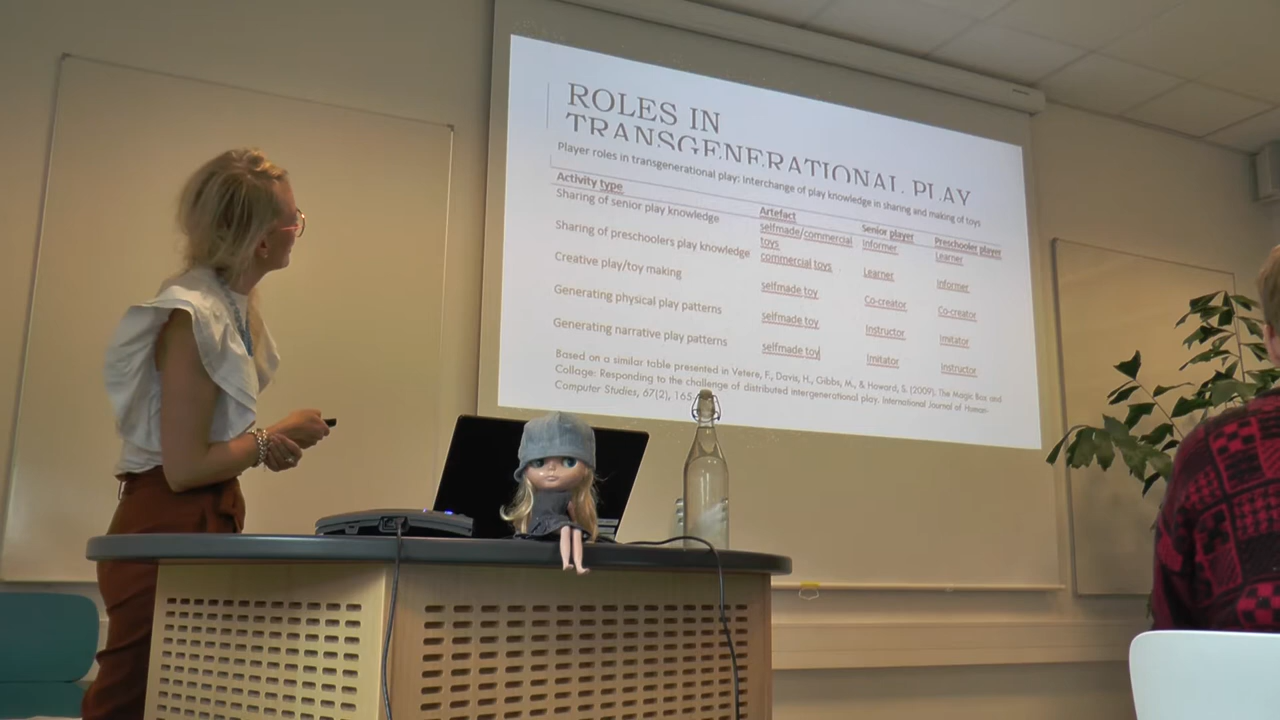 ROLES IN
TRANSGENERATIONAL PLAY
Player roles in transgenerational play: Interchange of play knowledge in sharing and making of toys
Activity type Artefact Senior player Preschooler player
Sharing of senior play knowledge selfmade/commercial toys Informer Learner
Sharing of preschoolers play knowledge commercial toys Learner Informer
Creative play/toy making selfmade toy Co-creator Co-creator
Generating physical play patterns selfmade toy Instructor Imitator
Generating narrative play patterns selfmade toy Imitator Instructor
Based on a similar table presented in Vetere, F., Davis, H., Gibbs, M., & Howard, S. (2009). The Magic Box and
Collage: Responding to the challenge of distributed intergenerational play. International Journal of Human-
Computer Studies, 67(2), 165